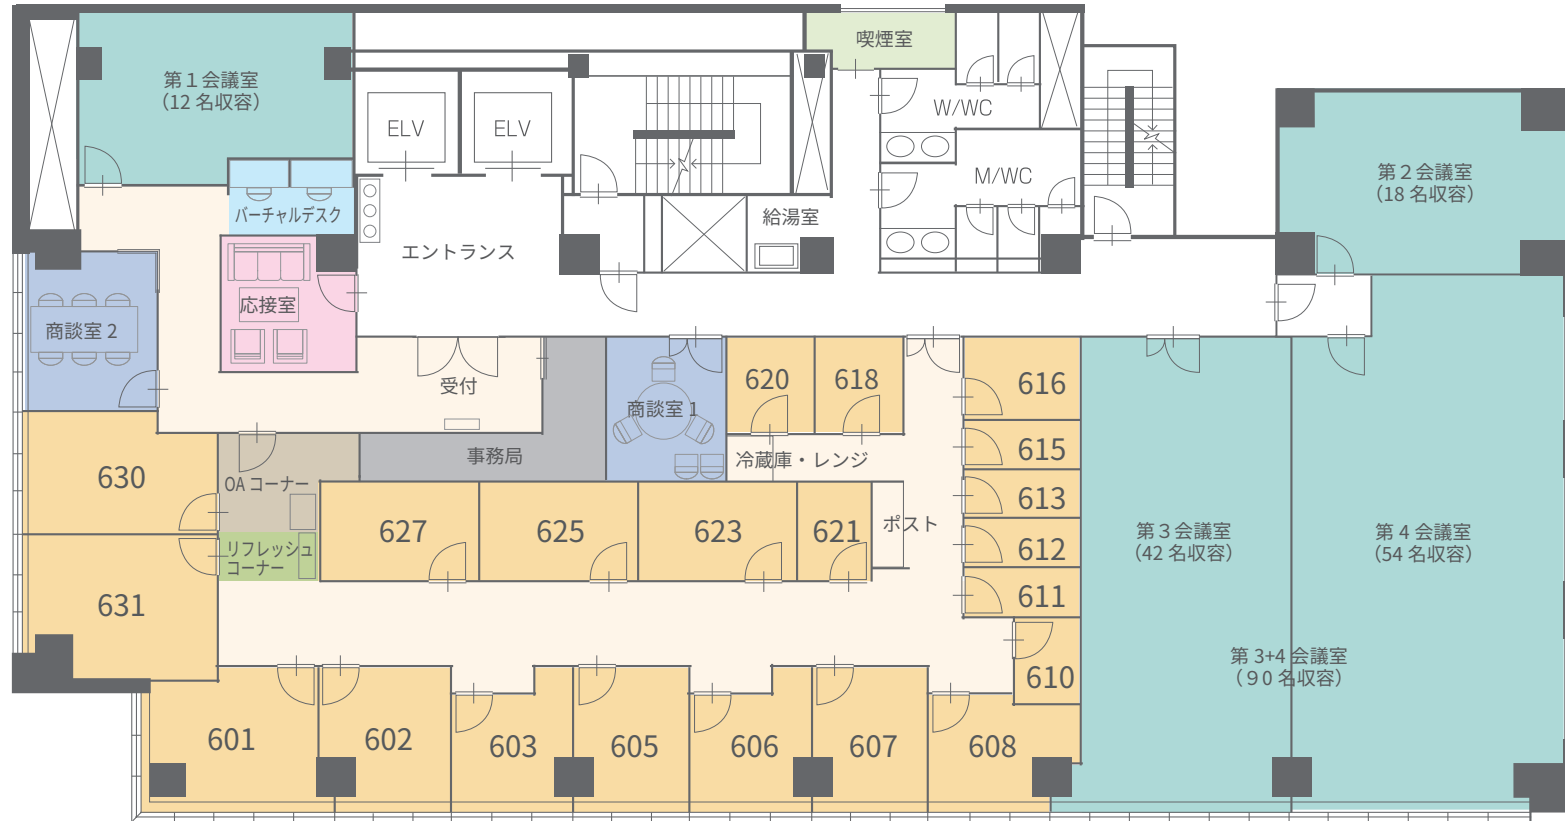 喫煙室
第１会議室
（12 名収容）
ELV
ELV
W/WC
M/WC
第２会議室
（18 名収容）
バーチャルデスク
給湯室
エントランス
応接室
商談室 2
受付
620
618
616
商談室 1
事務局
冷蔵庫・レンジ
615
630
OA コーナー
613
627
625
623
621
ポスト
612
第３会議室
（42 名収容）
第４会議室
（54 名収容）
リフレッシュ
コーナー
631
611
第 3+4 会議室
（９0 名収容）
610
601
602
603
605
606
607
608